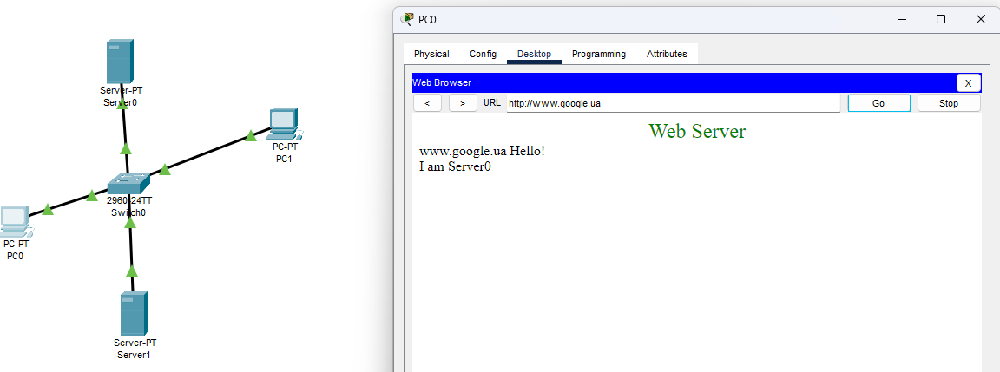 Server-PT
Server0
PC-PT
PC1
2960-24TT
Switch0
PC-PT
PC0
Server-PT
Server1
PC0
Physical Config Desktop Programming Attributes
Web Browser X
< > URL http://www.google.ua Go Stop
Web Server
www.google.ua Hello!
I am Server0